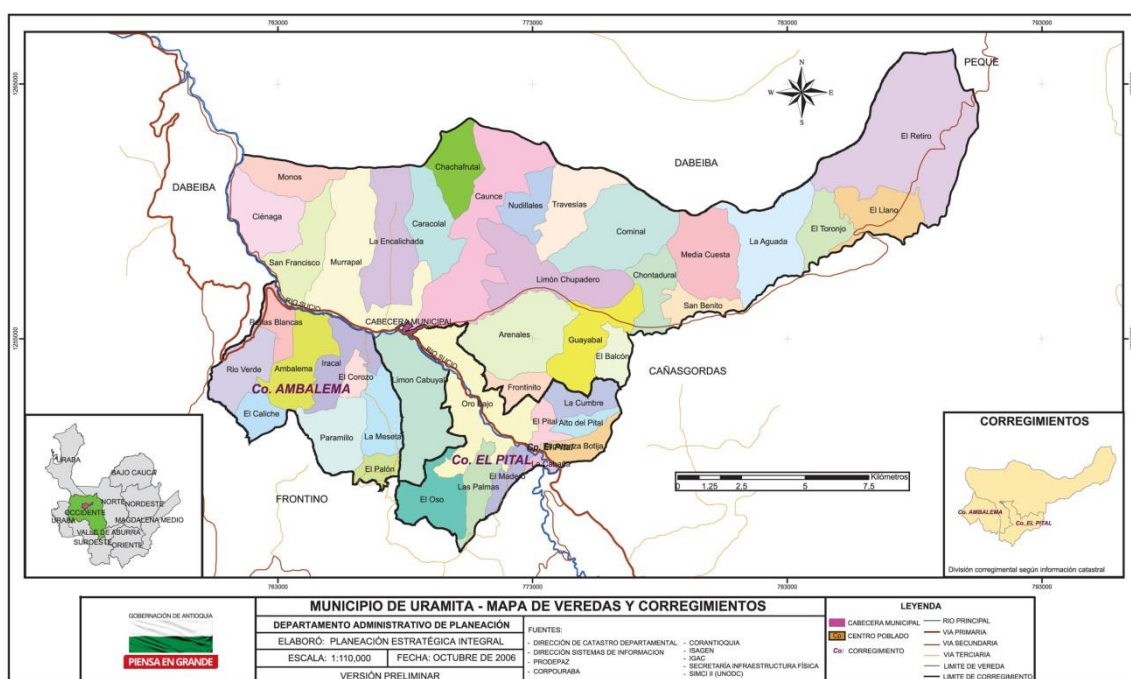 763000
773000
783000
793000
1260000
1250000
PEQUE
N
W E
S
DABEIBA
DABEIBA
El Retiro
Chachafrutal
Monos
Caunce
Nudillales
Travesías
Ciénaga
Caracolal
La Encalichada
Cominal
El Llano
El Toronjo
La Aguada
Media Cuesta
San Francisco
Murrapal
Limón Chupadero
Chontadural
San Benito
RIO SUCIO
CABECERA MUNICIPAL
Arenales
Guayabal
El Balcón
RIO SUCIO
Rio Verde
Ambalema
Iracal
El Corozo
Limon Cabuyal
CAÑASGORDAS
Co. AMBALEMA
Frontinito
Oro Bajo
La Cumbre
El Caliche
El Pital
Alto del Pital
Paramillo
La Meseta
Co. El Pital
Co. EL PITAL
El Palón
El Madero
Las Palmas
El Oso
FRONTINO
Kilómetros
0 1.25 2.5 5 7.5
CORREGIMIENTOS
Co. AMBALEMA
Co. EL PITAL
División corregimental según información catastral
URABA
BAJO CAUCA
NORTE
NORDESTE
OCCIDENTE
URABA
MAGDALENA MEDIO
VALLE DE ABURRA
SUROESTE
ORIENTE
763000
773000
783000
793000
GOBERNACIÓN DE ANTIOQUIA
PIENSA EN GRANDE
MUNICIPIO DE URAMITA - MAPA DE VEREDAS Y CORREGIMIENTOS
DEPARTAMENTO ADMINISTRATIVO DE PLANEACIÓN
ELABORÓ: PLANEACIÓN ESTRATÉGICA INTEGRAL
ESCALA: 1:110,000
FECHA: OCTUBRE DE 2006
VERSIÓN PRELIMINAR
FUENTES:
- DIRECCIÓN DE CATASTRO DEPARTAMENTAL
- DIRECCIÓN SISTEMAS DE INFORMACION
- PRODEPAZ
- CORPOURABA
- CORANTIOQUIA
- ISAGEN
- IGAC
- SECRETARÍA INFRAESTRUCTURA FÍSICA
- SIMCI II (UNODC)
LEYENDA
CABECERA MUNICIPAL
Cp CENTRO POBLADO
Co: CORREGIMIENTO
RIO PRINCIPAL
VIA PRIMARIA
VIA SECUNDARIA
VIA TERCIARIA
LIMITE DE VEREDA
LIMITE DE CORREGIMIENTO